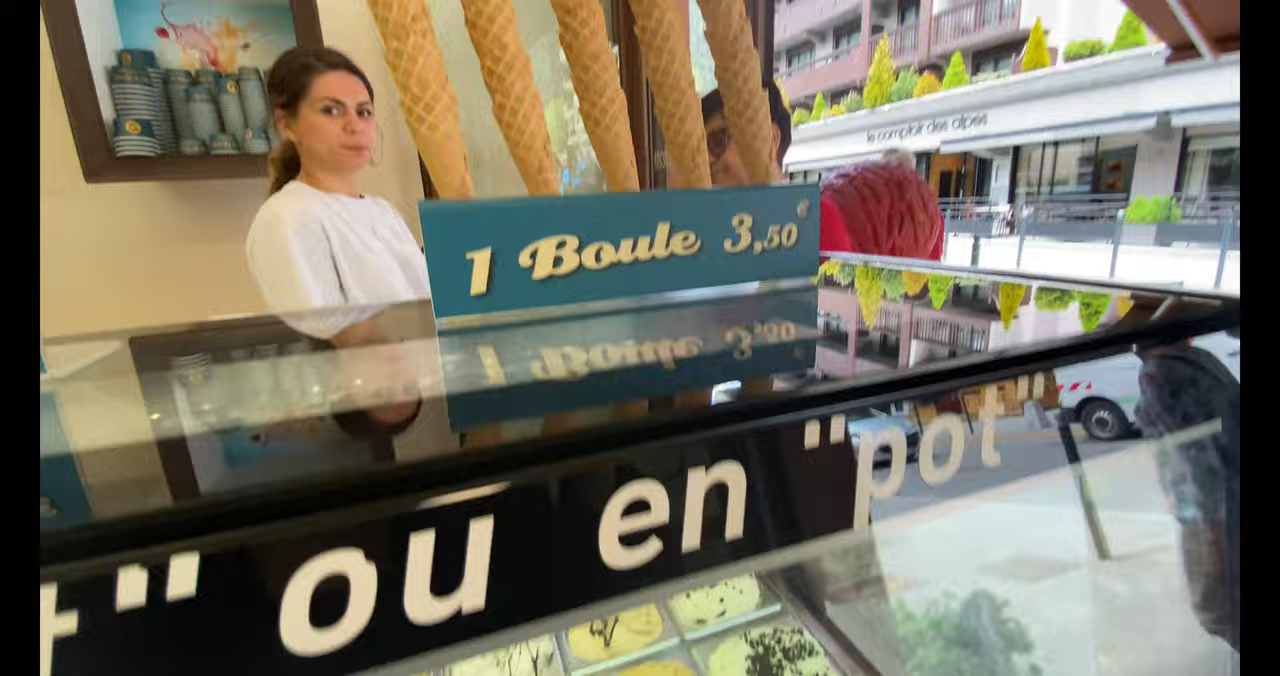 le comptoir des alpes
1 Boule 3,50€
" ou en "pot"